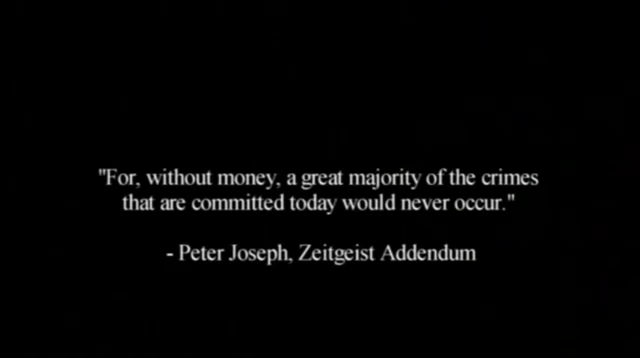 "For, without money, a great majority of the crimes
that are committed today would never occur."
- Peter Joseph, Zeitgeist Addendum